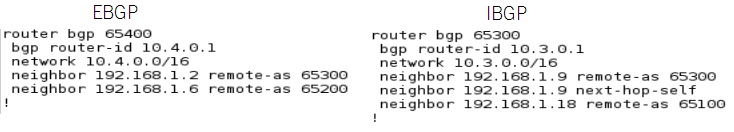 EBGP
router bgp 65400
bgp router-id 10.4.0.1
network 10.4.0.0/16
neighbor 192.168.1.2 remote-as 65300
neighbor 192.168.1.6 remote-as 65200
!
IBGP
router bgp 65300
bgp router-id 10.3.0.1
network 10.3.0.0/16
neighbor 192.168.1.9 remote-as 65300
neighbor 192.168.1.9 next-hop-self
neighbor 192.168.1.18 remote-as 65100
!